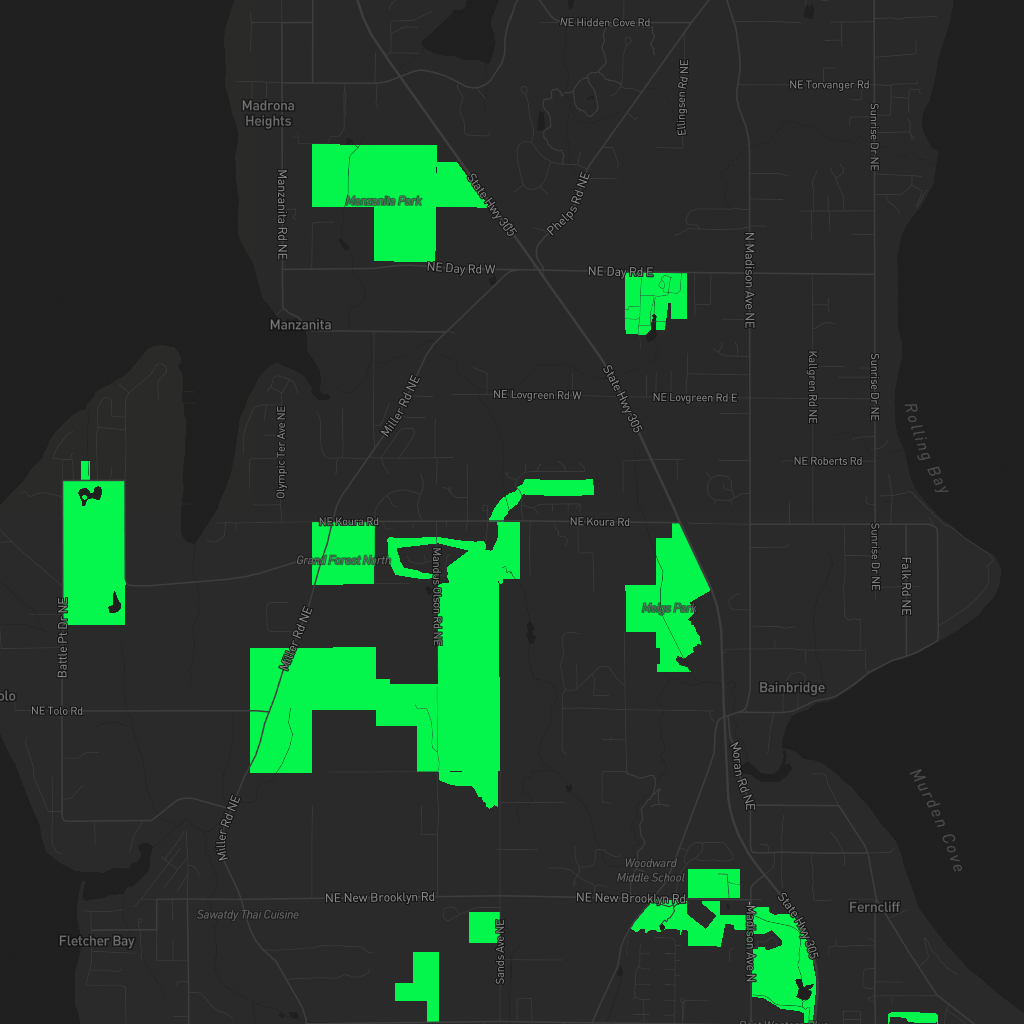 NE Hidden Cove Rd
NE Torvanger Rd
Ellingsen Rd NE
Madrona
Heights
Sunrise Dr NE
Manzanita Rd NE
Manzanita Park
State Hwy 305
Phelps Rd NE
N Madison Ave NE
NE Day Rd W
NE Day Rd E
Manzanita
Miller Rd NE
State Hwy 305
Kallgren Rd NE
Sunrise Dr NE
NE Lovgreen Rd W
NE Lovgreen Rd E
Olympic Ter Ave NE
Rolling Bay
NE Roberts Rd
NE Koura Rd
NE Koura Rd
Grand Forest North
Mandus Olson Rd NE
Sunrise Dr NE
Falk Rd NE
Meigs Park
Battle Pt Dr NE
Miller Rd NE
Bainbridge
olo
NE Tolo Rd
Moran Rd NE
Murden Cove
Miller Rd NE
Woodward
Middle School
NE New Brooklyn Rd
NE New Brooklyn Rd
Sawatdy Thai Cuisine
Ferncliff
State Hwy 305
Madison Ave N
Fletcher Bay
Sands Ave NE